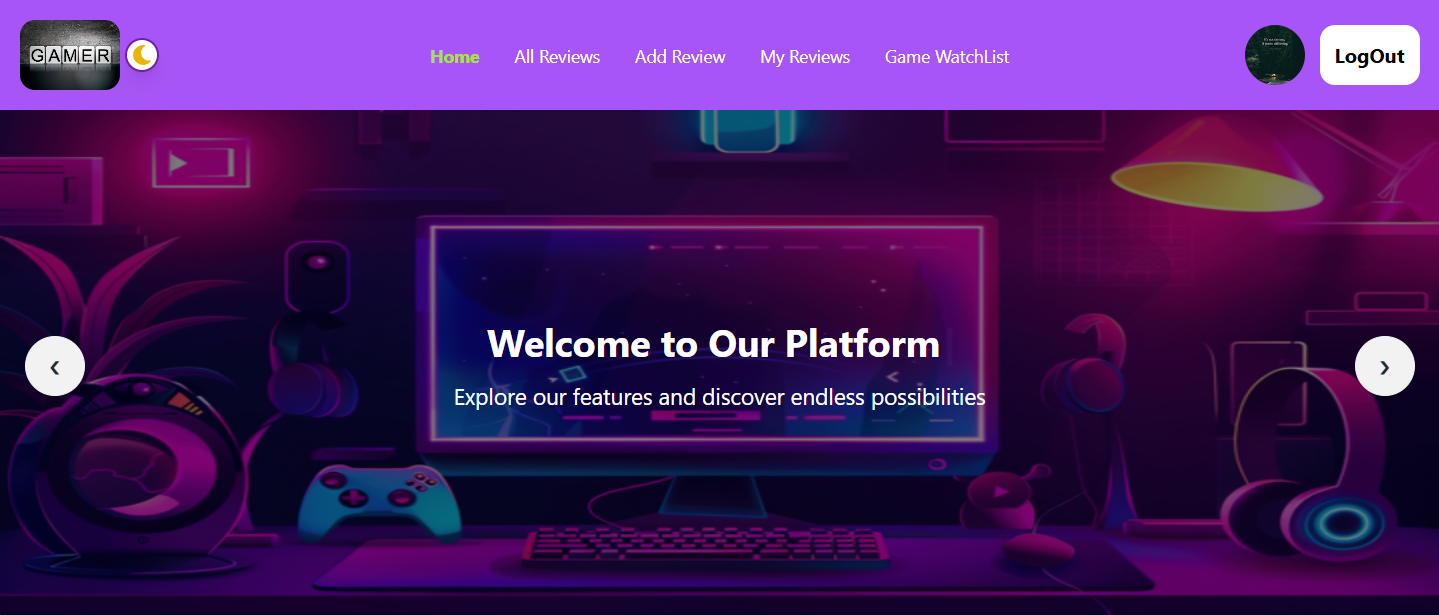 GAMER
Home
All Reviews
Add Review
My Reviews
Game WatchList
LogOut
Welcome to Our Platform
Explore our features and discover endless possibilities